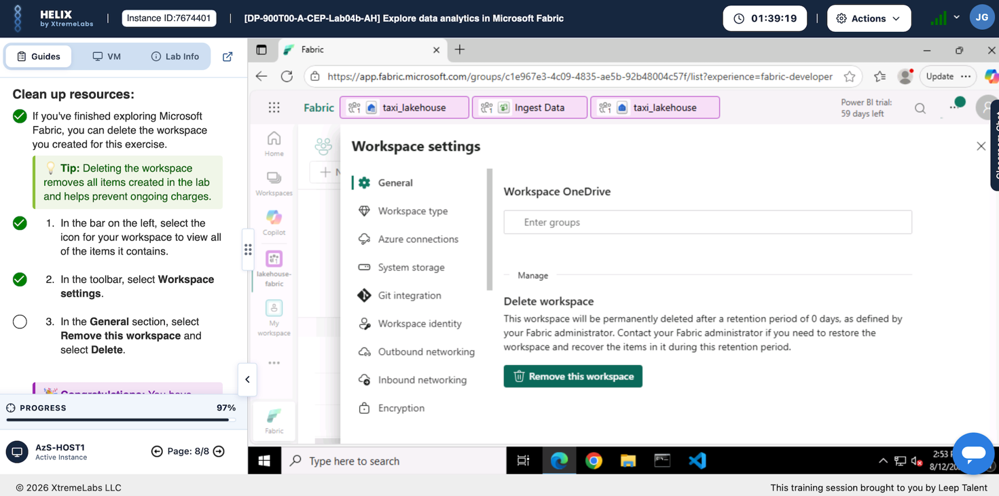 HELIX
by XtremeLabs
Instance ID:7674401
[DP-900T00-A-CEP-Lab04b-AH] Explore data analytics in Microsoft Fabric
01:39:19
Actions
JG
Guides
VM
Lab Info
Clean up resources:
If you've finished exploring Microsoft
Fabric, you can delete the workspace
you created for this exercise.
💡 Tip: Deleting the workspace
removes all items created in the lab
and helps prevent ongoing charges.
1. In the bar on the left, select the
icon for your workspace to view all
of the items it contains.
2. In the toolbar, select Workspace
settings.
3. In the General section, select
Remove this workspace and
select Delete.
🎉 Congratulations: You have
PROGRESS
97%
AzS-HOST1
Active Instance
Page: 8/8
Fabric
https://app.fabric.microsoft.com/groups/c1e967e3-4c09-4835-ae5b-92b48004c57f/list?experience=fabric-developer
Update
Fabric
taxi_lakehouse
Ingest Data
taxi_lakehouse
Power BI trial:
59 days left
Home
Workspaces
Copilot
lakehouse-
fabric
My
workspace
Fabric
Workspace settings
General
Workspace type
Azure connections
System storage
Git integration
Workspace identity
Outbound networking
Inbound networking
Encryption
Workspace OneDrive
Enter groups
Manage
Delete workspace
This workspace will be permanently deleted after a retention period of 0 days, as defined by
your Fabric administrator. Contact your Fabric administrator if you need to restore the
workspace and recover the items in it during this retention period.
Remove this workspace
Type here to search
2:53
8/12/20
© 2026 XtremeLabs LLC
This training session brought to you by Leep Talent